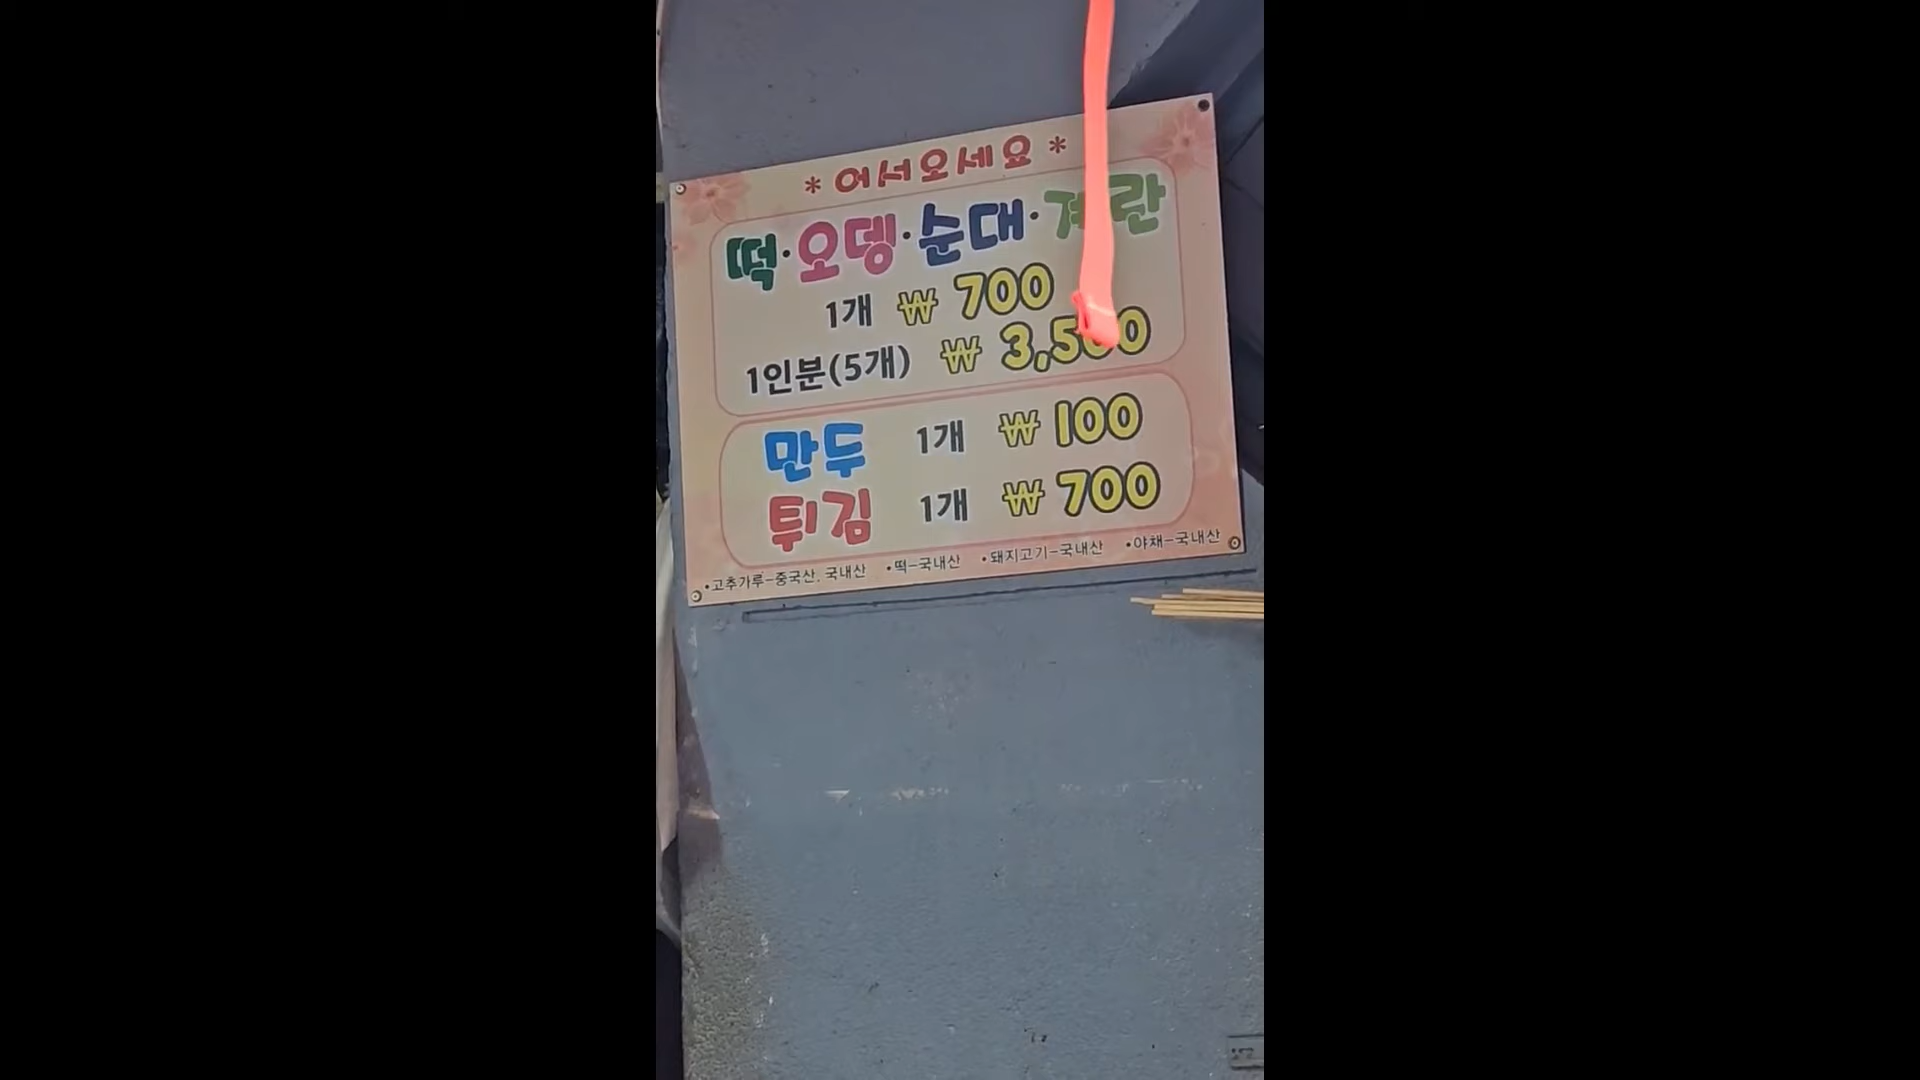 * 어서오세요 *
떡·오뎅·순대·계란
1개 ₩ 700
1인분(5개) ₩ 3,500
만두 1개 ₩ 100
튀김 1개 ₩ 700
•고추가루-중국산, 국내산 •떡-국내산 •돼지고기-국내산 •야채-국내산